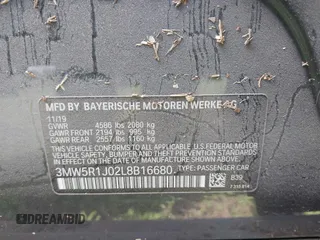 MFD BY BAYERISCHE MOTOREN WERKE AG
11/19
GVWR 4586 lbs 2080 kg
GAWR FRONT 2194 lbs 995 kg
GAWR REAR 2557 lbs 1160 kg
THIS VEHICLE CONFORMS TO ALL APPLICABLE U.S. FEDERAL MOTOR
VEHICLE SAFETY, BUMPER, AND THEFT PREVENTION STANDARDS IN
EFFECT ON THE DATE OF MANUFACTURE SHOWN ABOVE.
3MW5R1J02L8B16680. TYPE: PASSENGER CAR
839
DREAMBID